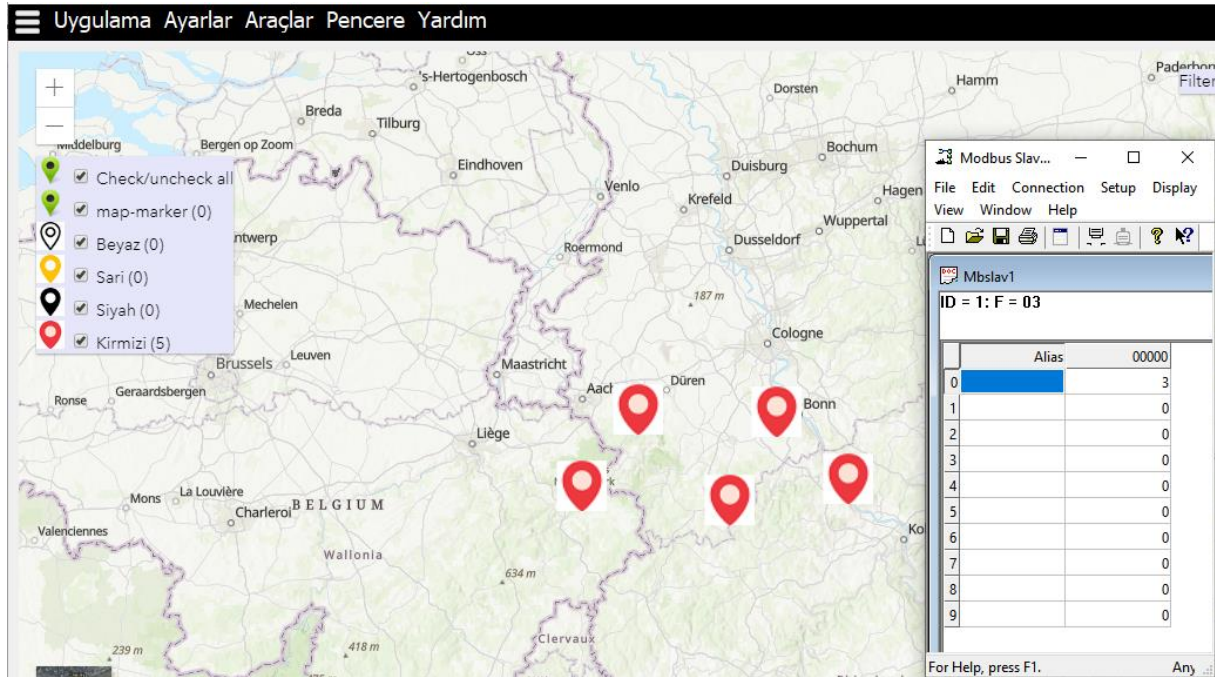 Uygulama Ayarlar Araçlar Pencere Yardım
's-Hertogenbosch
Hamm
Filter
Dorsten
Breda
Tilburg
Bergen op Zoom
Eindhoven
Bochum
Duisburg
Venlo
Krefeld
Hagen
Wuppertal
Dusseldorf
Roermond
Check/uncheck all
map-marker (0)
Beyaz (0)
Sari (0)
Siyah (0)
Kirmizi (5)
Mechelen
187 m
Cologne
Brussels
Leuven
Maastricht
Düren
Geraardsbergen
Ronse
Bonn
Liège
Mons
La Louvière
Charleroi
BELGIUM
Valenciennes
Wallonia
634 m
Clervaux
418 m
239 m
Modbus Slav...
File Edit Connection Setup Display
View Window Help
Mbslav1
ID = 1: F = 03
Alias 00000
0 3
1 0
2 0
3 0
4 0
5 0
6 0
7 0
8 0
9 0
For Help, press F1.